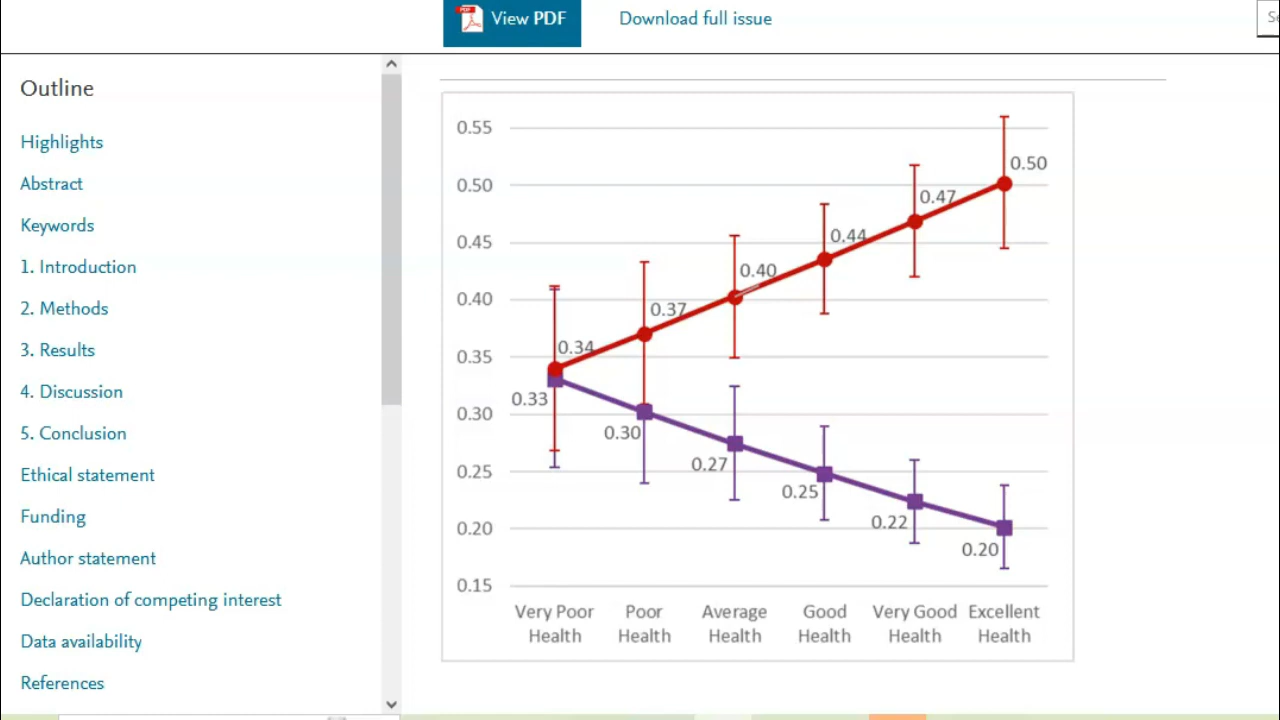 View PDF
Download full issue
Outline
Highlights
Abstract
Keywords
1. Introduction
2. Methods
3. Results
4. Discussion
5. Conclusion
Ethical statement
Funding
Author statement
Declaration of competing interest
Data availability
References
0.55
0.50
0.45
0.40
0.35
0.30
0.25
0.20
0.15
0.34
0.37
0.40
0.44
0.47
0.50
0.33
0.30
0.27
0.25
0.22
0.20
Very Poor Health
Poor Health
Average Health
Good Health
Very Good Health
Excellent Health